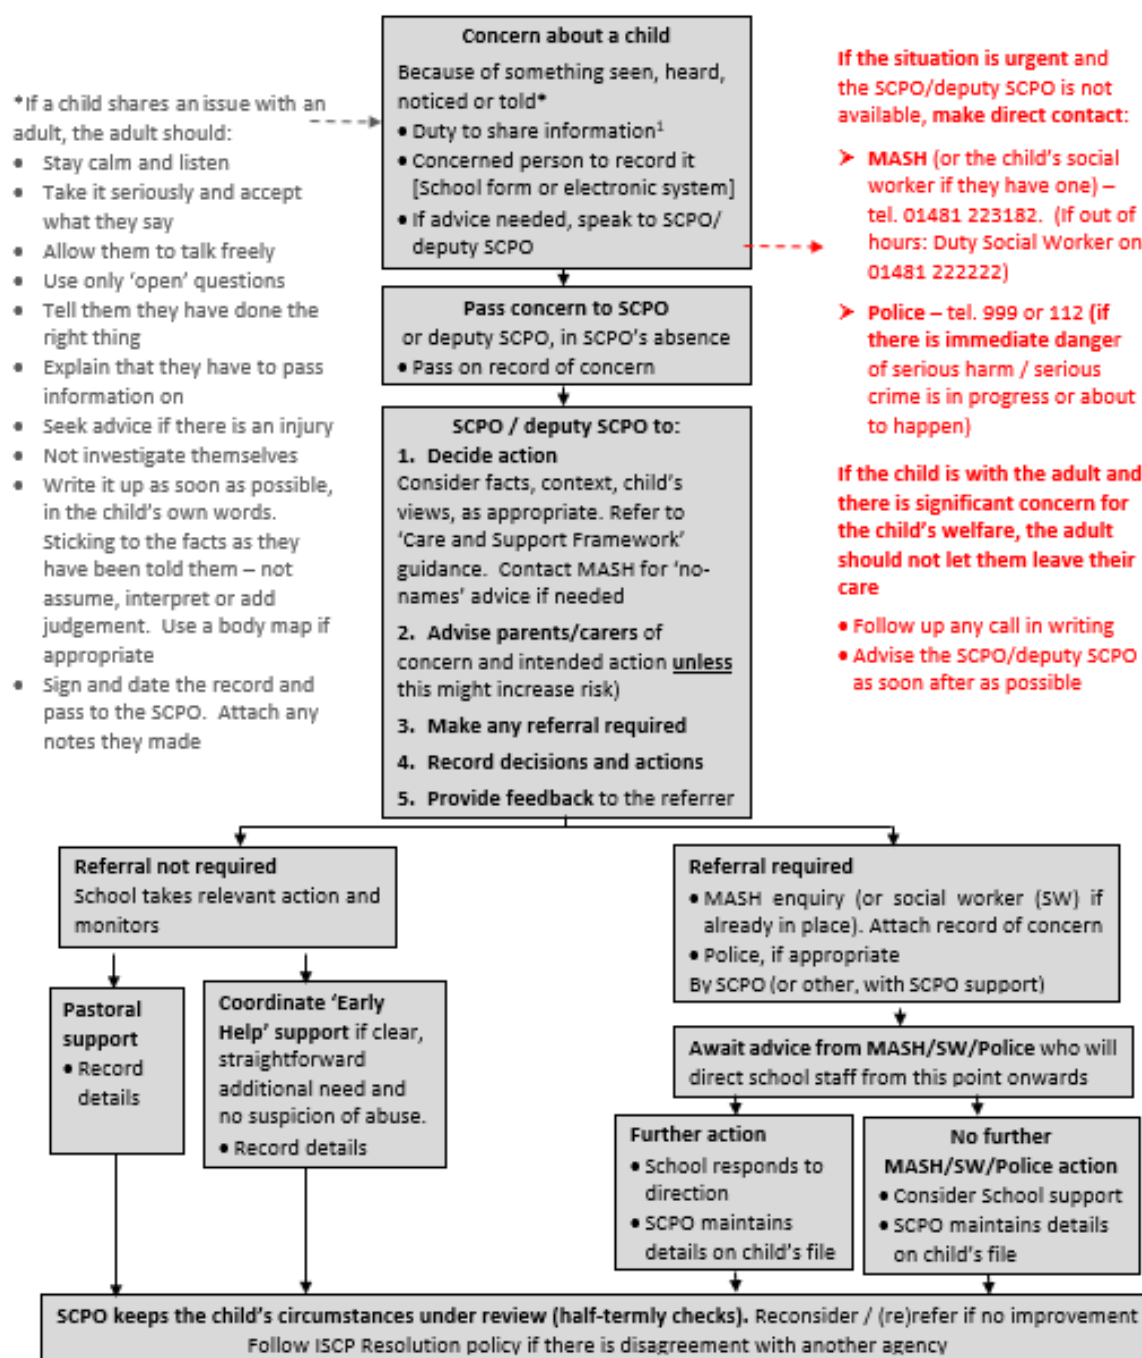 Concern about a child
Because of something seen, heard,
noticed or told*
• Duty to share information¹
• Concerned person to record it
[School form or electronic system]
• If advice needed, speak to SCPO/
deputy SCPO
*If a child shares an issue with an
adult, the adult should:
• Stay calm and listen
• Take it seriously and accept
what they say
• Allow them to talk freely
• Use only ‘open’ questions
• Tell them they have done the
right thing
• Explain that they have to pass
information on
• Seek advice if there is an injury
• Not investigate themselves
• Write it up as soon as possible,
in the child’s own words.
Sticking to the facts as they
have been told them – not
assume, interpret or add
judgement. Use a body map if
appropriate
• Sign and date the record and
pass to the SCPO. Attach any
notes they made
If the situation is urgent and
the SCPO/deputy SCPO is not
available, make direct contact:
➤ MASH (or the child’s social
worker if they have one) –
tel. 01481 223182. (If out of
hours: Duty Social Worker on
01481 222222)
➤ Police – tel. 999 or 112 (if
there is immediate danger
of serious harm / serious
crime is in progress or about
to happen)
If the child is with the adult and
there is significant concern for
the child’s welfare, the adult
should not let them leave their
care
• Follow up any call in writing
• Advise the SCPO/deputy SCPO
as soon after as possible
Pass concern to SCPO
or deputy SCPO, in SCPO’s absence
• Pass on record of concern
SCPO / deputy SCPO to:
1. Decide action
Consider facts, context, child’s
views, as appropriate. Refer to
‘Care and Support Framework’
guidance. Contact MASH for ‘no-
names’ advice if needed
2. Advise parents/carers of
concern and intended action unless
this might increase risk)
3. Make any referral required
4. Record decisions and actions
5. Provide feedback to the referrer
Referral not required
School takes relevant action and
monitors
Pastoral
support
• Record
details
Coordinate ‘Early
Help’ support if clear,
straightforward
additional need and
no suspicion of abuse.
• Record details
Referral required
• MASH enquiry (or social worker (SW) if
already in place). Attach record of concern
• Police, if appropriate
By SCPO (or other, with SCPO support)
Await advice from MASH/SW/Police who will
direct school staff from this point onwards
Further action
• School responds to
direction
• SCPO maintains
details on child’s file
No further
MASH/SW/Police action
• Consider School support
• SCPO maintains details
on child’s file
SCPO keeps the child’s circumstances under review (half-termly checks). Reconsider / (re)refer if no improvement
Follow ISCP Resolution policy if there is disagreement with another agency